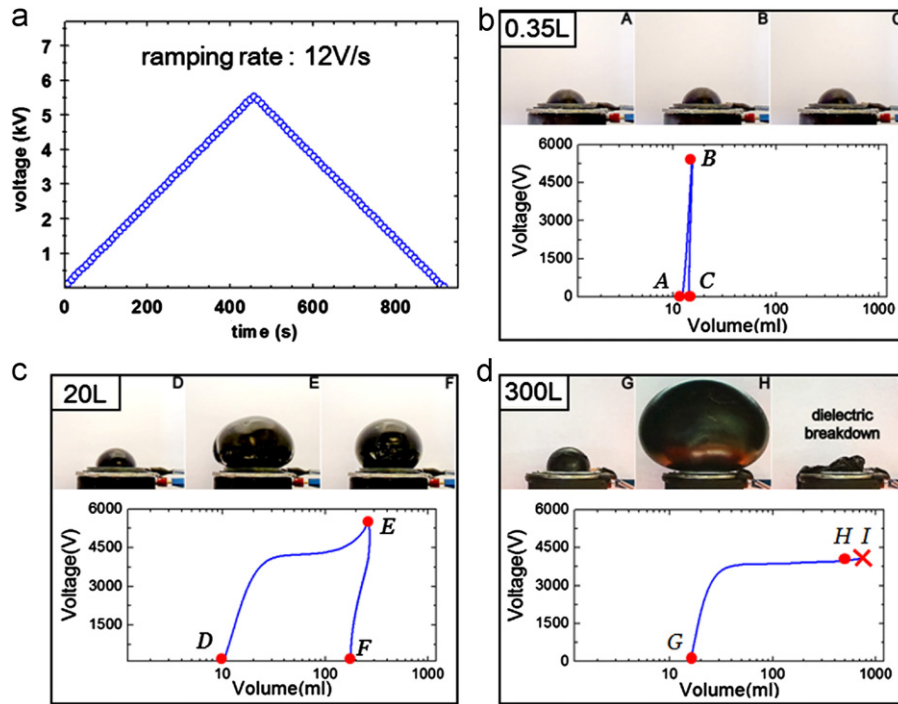 a
ramping rate : 12V/s
voltage (kV)
7
6
5
4
3
2
1
0 200 400 600 800
time (s)
b
0.35L
A B C
Voltage(V)
6000
4500
3000
1500
0
B
A C
10 100 1000
Volume(ml)
c
20L
D E F
Voltage(V)
6000
4500
3000
1500
E
D F
10 100 1000
Volume(ml)
d
300L
G H
dielectric
breakdown
Voltage(V)
6000
4500
3000
1500
0
H I
G
10 100 1000
Volume(ml)